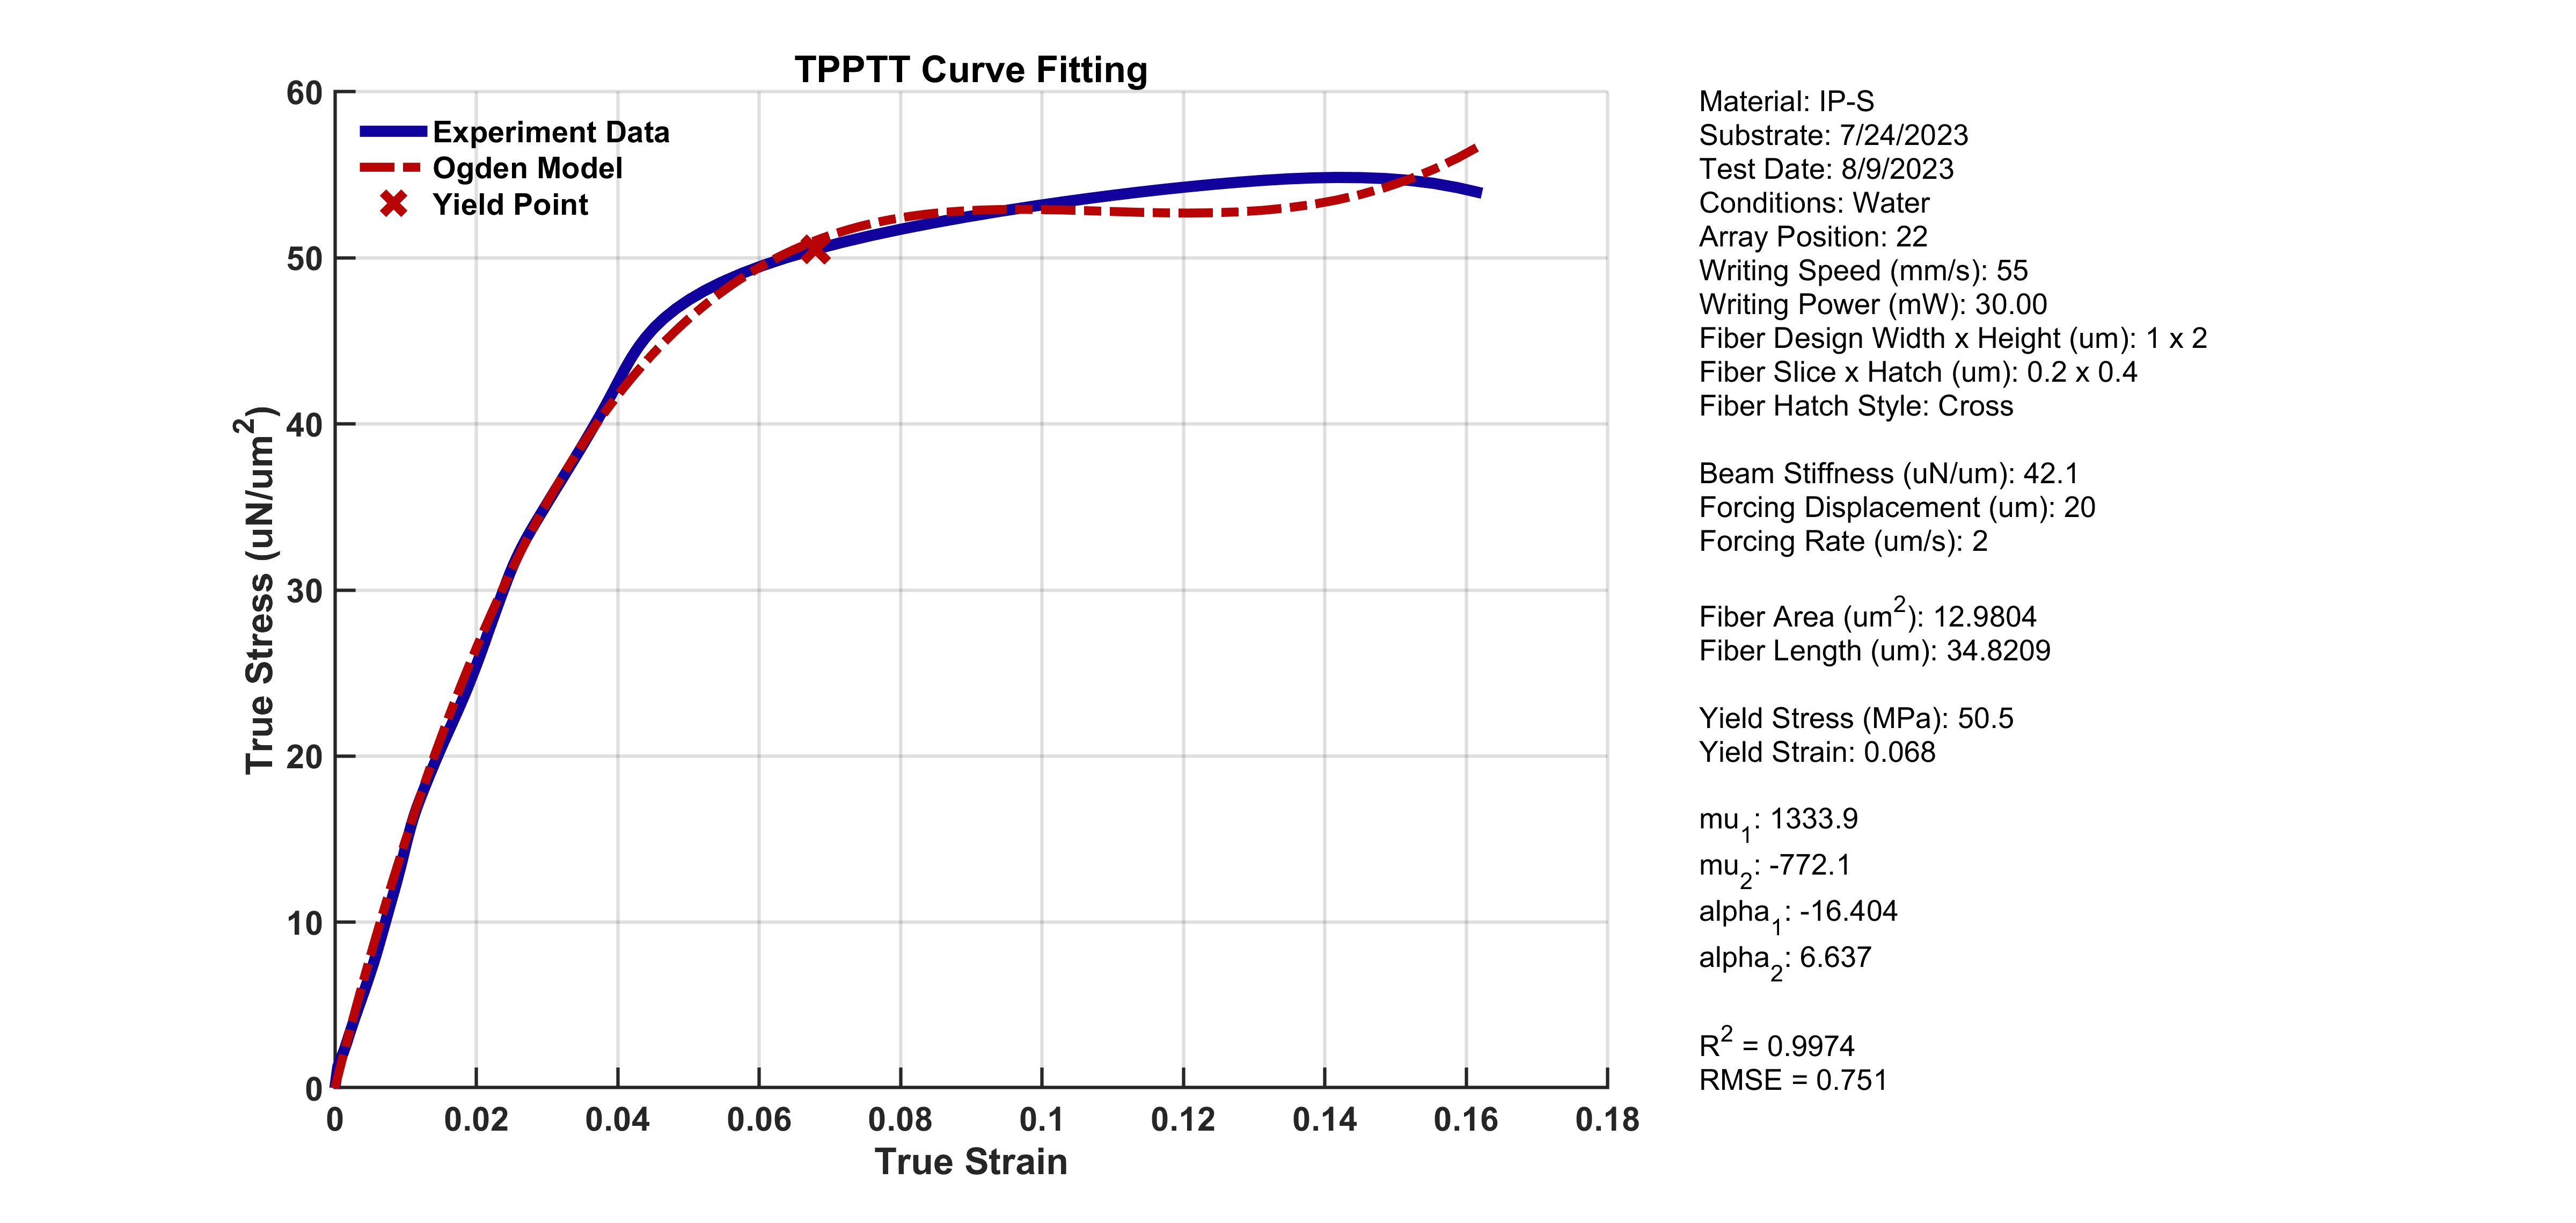 TPPTT Curve Fitting
Experiment Data
Ogden Model
Yield Point
True Stress (uN/um²)
60
50
40
30
20
10
0
0 0.02 0.04 0.06 0.08 0.1 0.12 0.14 0.16 0.18
True Strain
Material: IP-S
Substrate: 7/24/2023
Test Date: 8/9/2023
Conditions: Water
Array Position: 22
Writing Speed (mm/s): 55
Writing Power (mW): 30.00
Fiber Design Width x Height (um): 1 x 2
Fiber Slice x Hatch (um): 0.2 x 0.4
Fiber Hatch Style: Cross
Beam Stiffness (uN/um): 42.1
Forcing Displacement (um): 20
Forcing Rate (um/s): 2
Fiber Area (um²): 12.9804
Fiber Length (um): 34.8209
Yield Stress (MPa): 50.5
Yield Strain: 0.068
mu₁: 1333.9
mu₂: -772.1
alpha₁: -16.404
alpha₂: 6.637
R² = 0.9974
RMSE = 0.751